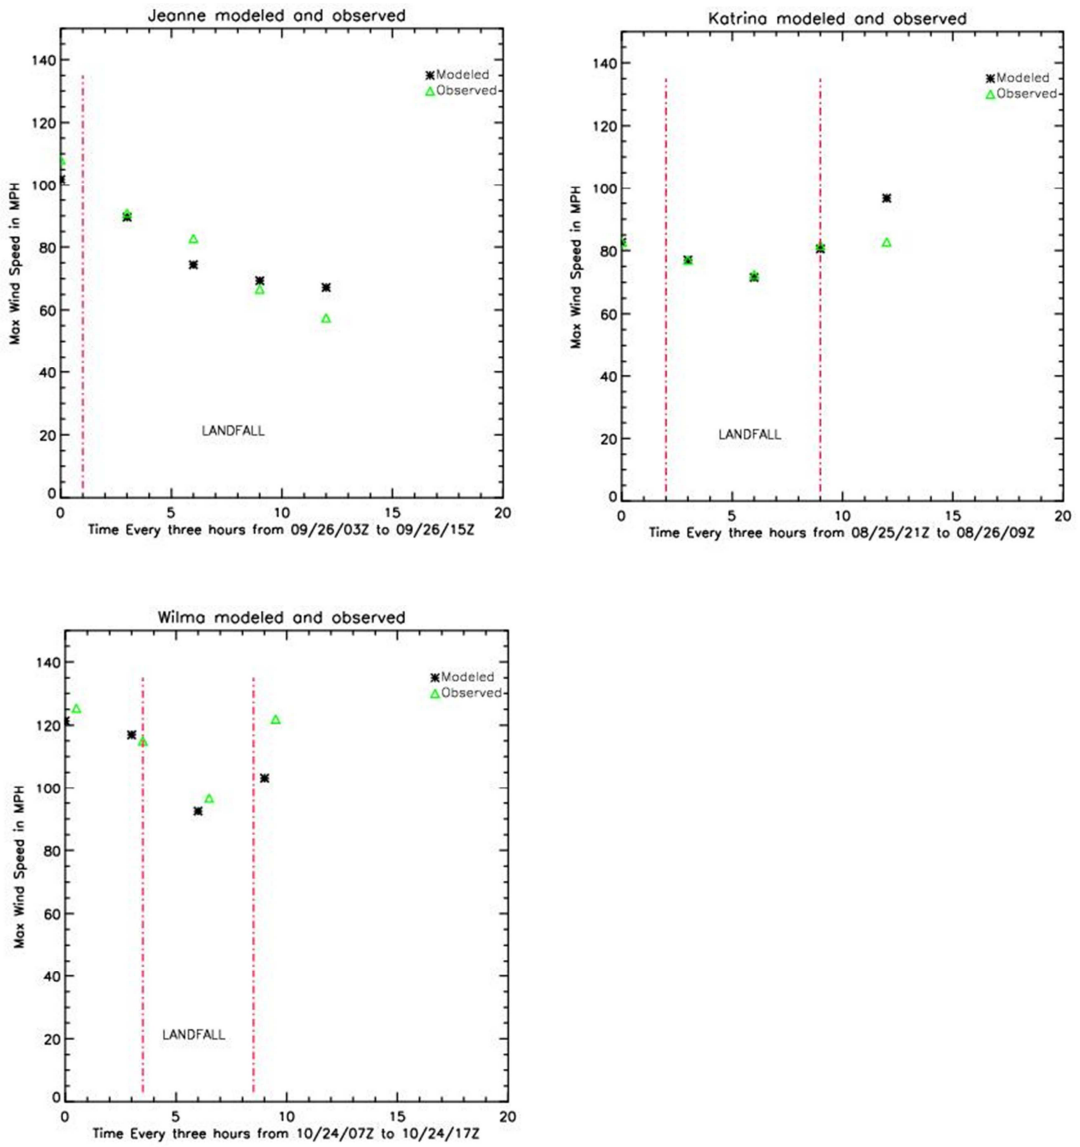 Jeanne modeled and observed
140
120
100
80
60
40
20
0
Max Wind Speed in MPH
Modeled
Observed
LANDFALL
0 5 10 15 20
Time Every three hours from 09/26/03Z to 09/26/15Z
Katrina modeled and observed
140
120
100
80
60
40
20
0
Max Wind Speed in MPH
Modeled
Observed
LANDFALL
0 5 10 15 20
Time Every three hours from 08/25/21Z to 08/26/09Z
Wilma modeled and observed
140
120
100
80
60
40
20
0
Max Wind Speed in MPH
Modeled
Observed
LANDFALL
0 5 10 15 20
Time Every three hours from 10/24/07Z to 10/24/17Z